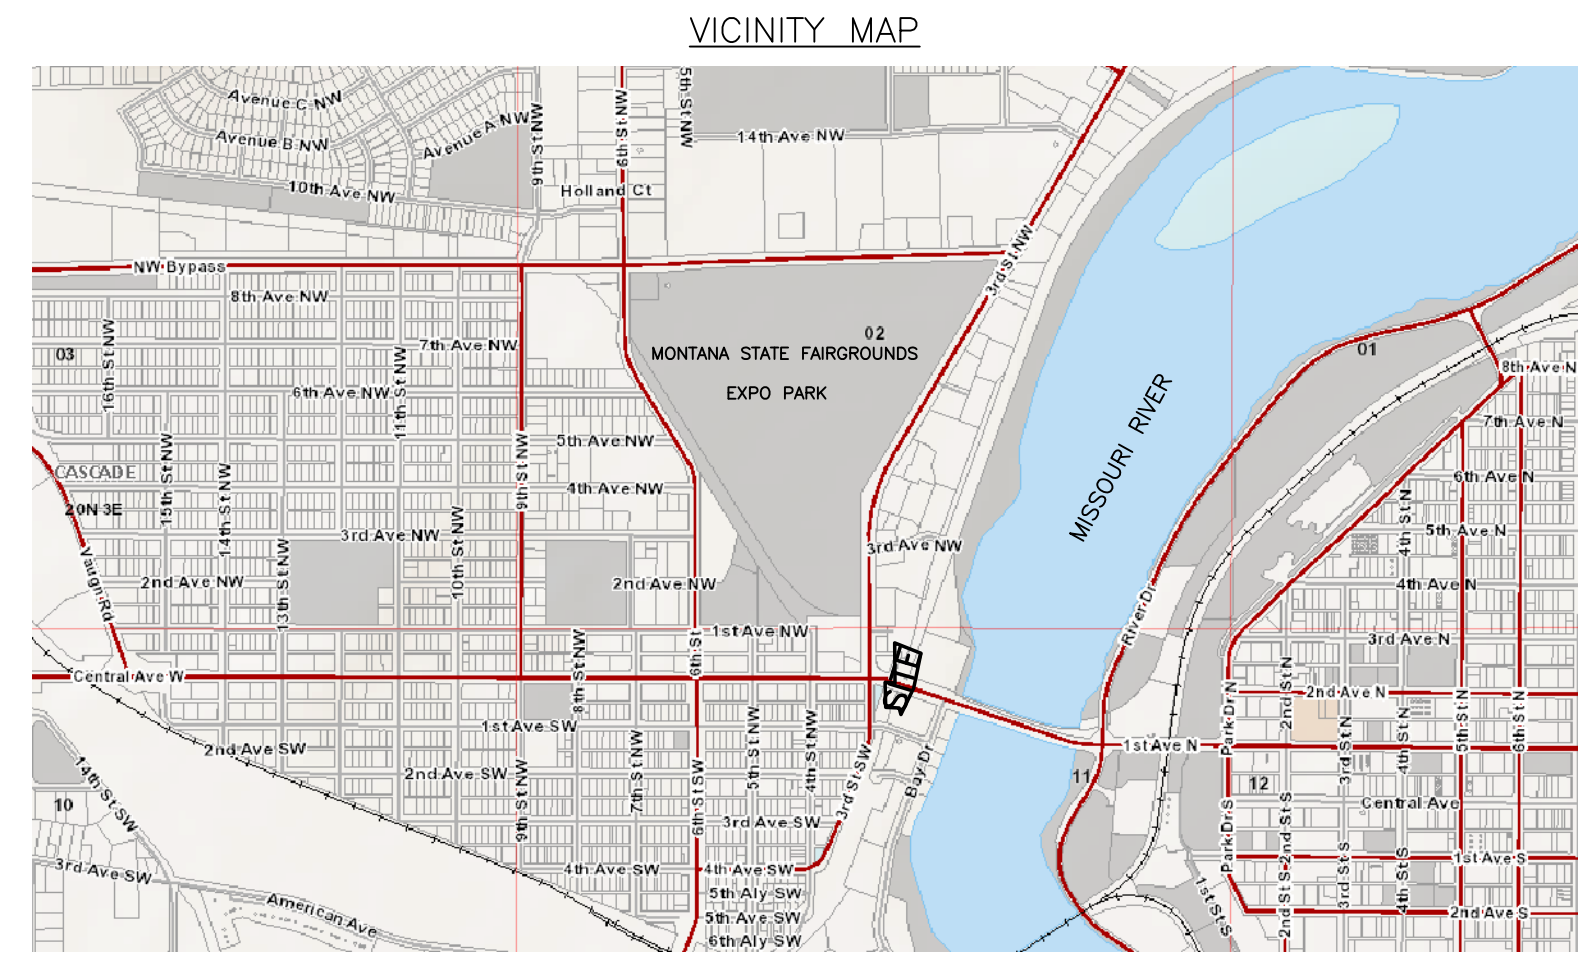 VICINITY MAP
Avenue C NW
Avenue B NW
Avenue A NW
9th St NW
6th St NW
5th St NW
14th Ave NW
10th Ave NW
Holland Ct
NW Bypass
3rd St NW
8th Ave NW
02
MONTANA STATE FAIRGROUNDS
EXPO PARK
03
16th St NW
7th Ave NW
11th St NW
6th Ave NW
01
8th Ave N
MISSOURI RIVER
7th Ave N
5th Ave NW
9th St NW
CASCADE
15th St NW
14th St NW
4th Ave NW
6th Ave N
20N 3E
4th St N
3rd Ave NW
10th St NW
3rd Ave NW
5th Ave N
Vaugn Rd
2nd Ave NW
13th St NW
2nd Ave NW
4th Ave N
River Dr
1st Ave NW
3rd Ave N
8th St NW
6th St
SITE
Central Ave W
2nd Ave N
Park Dr N
2nd St N
3rd St N
4th St N
5th St N
6th St N
1st Ave SW
2nd Ave SW
1st Ave N
2nd Ave SW
7th St NW
5th St NW
4th St NW
3rd St SW
Bay Dr
11
12
14th St SW
10
9th St NW
6th St SW
3rd Ave SW
Central Ave
Park Dr S
2nd St S
2nd St S
3rd St S
4th St S
1st Ave S
3rd Ave SW
4th Ave SW
4th Ave SW
American Ave
5th Aly SW
5th Ave SW
6th Aly SW
1st St S
2nd Ave S